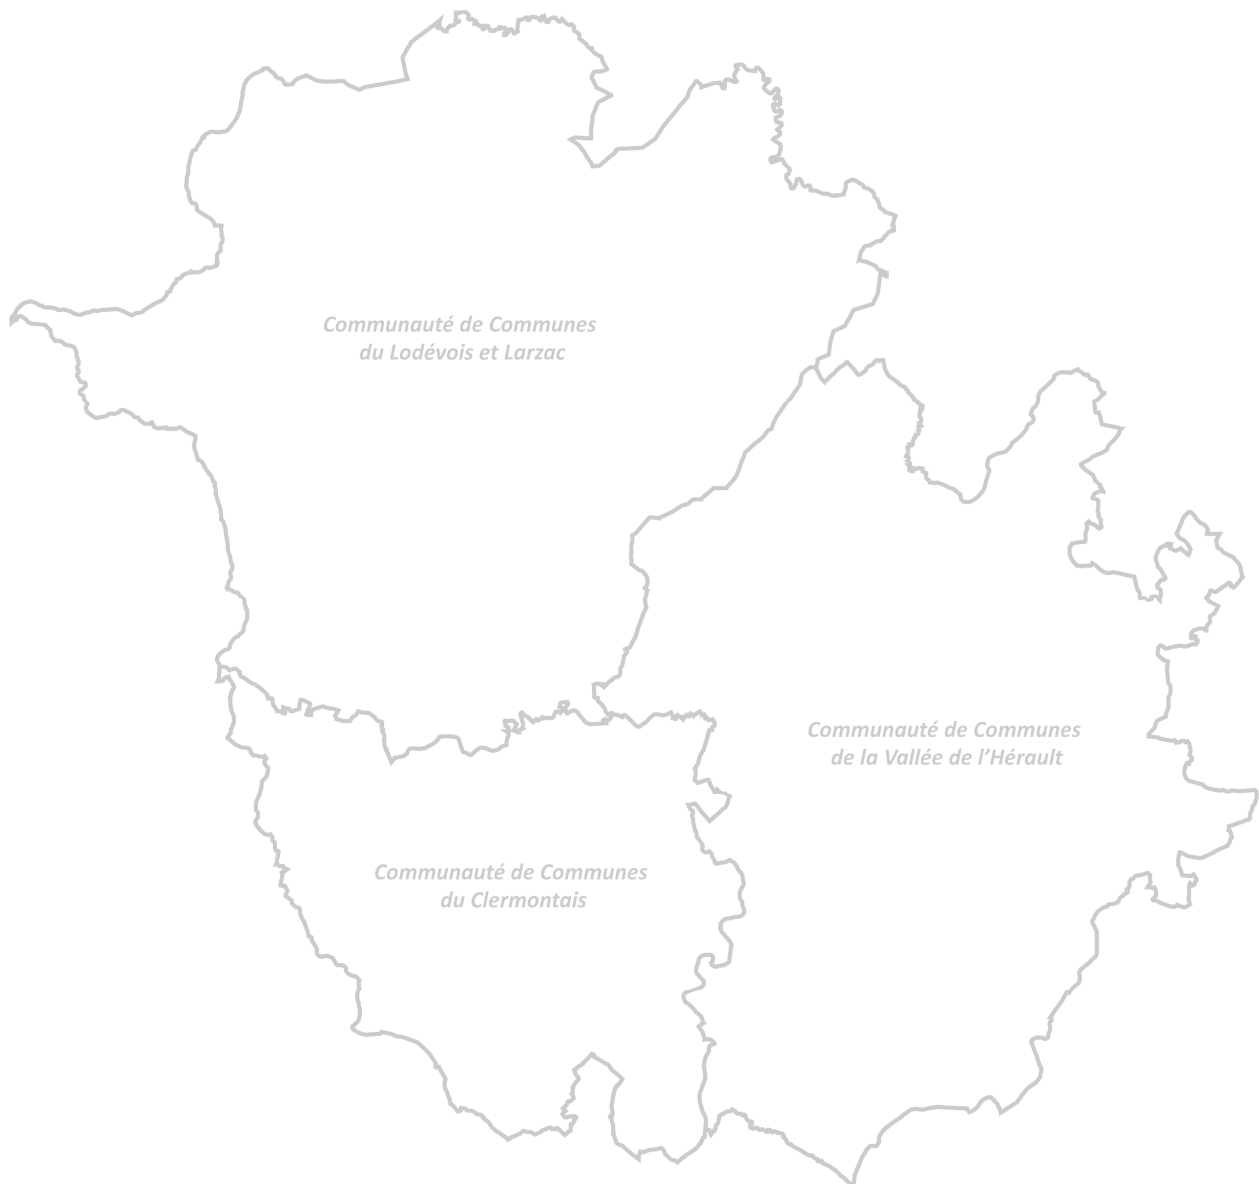 Communauté de Communes
du Lodévois et Larzac
Communauté de Communes
de la Vallée de l’Hérault
Communauté de Communes
du Clermontais